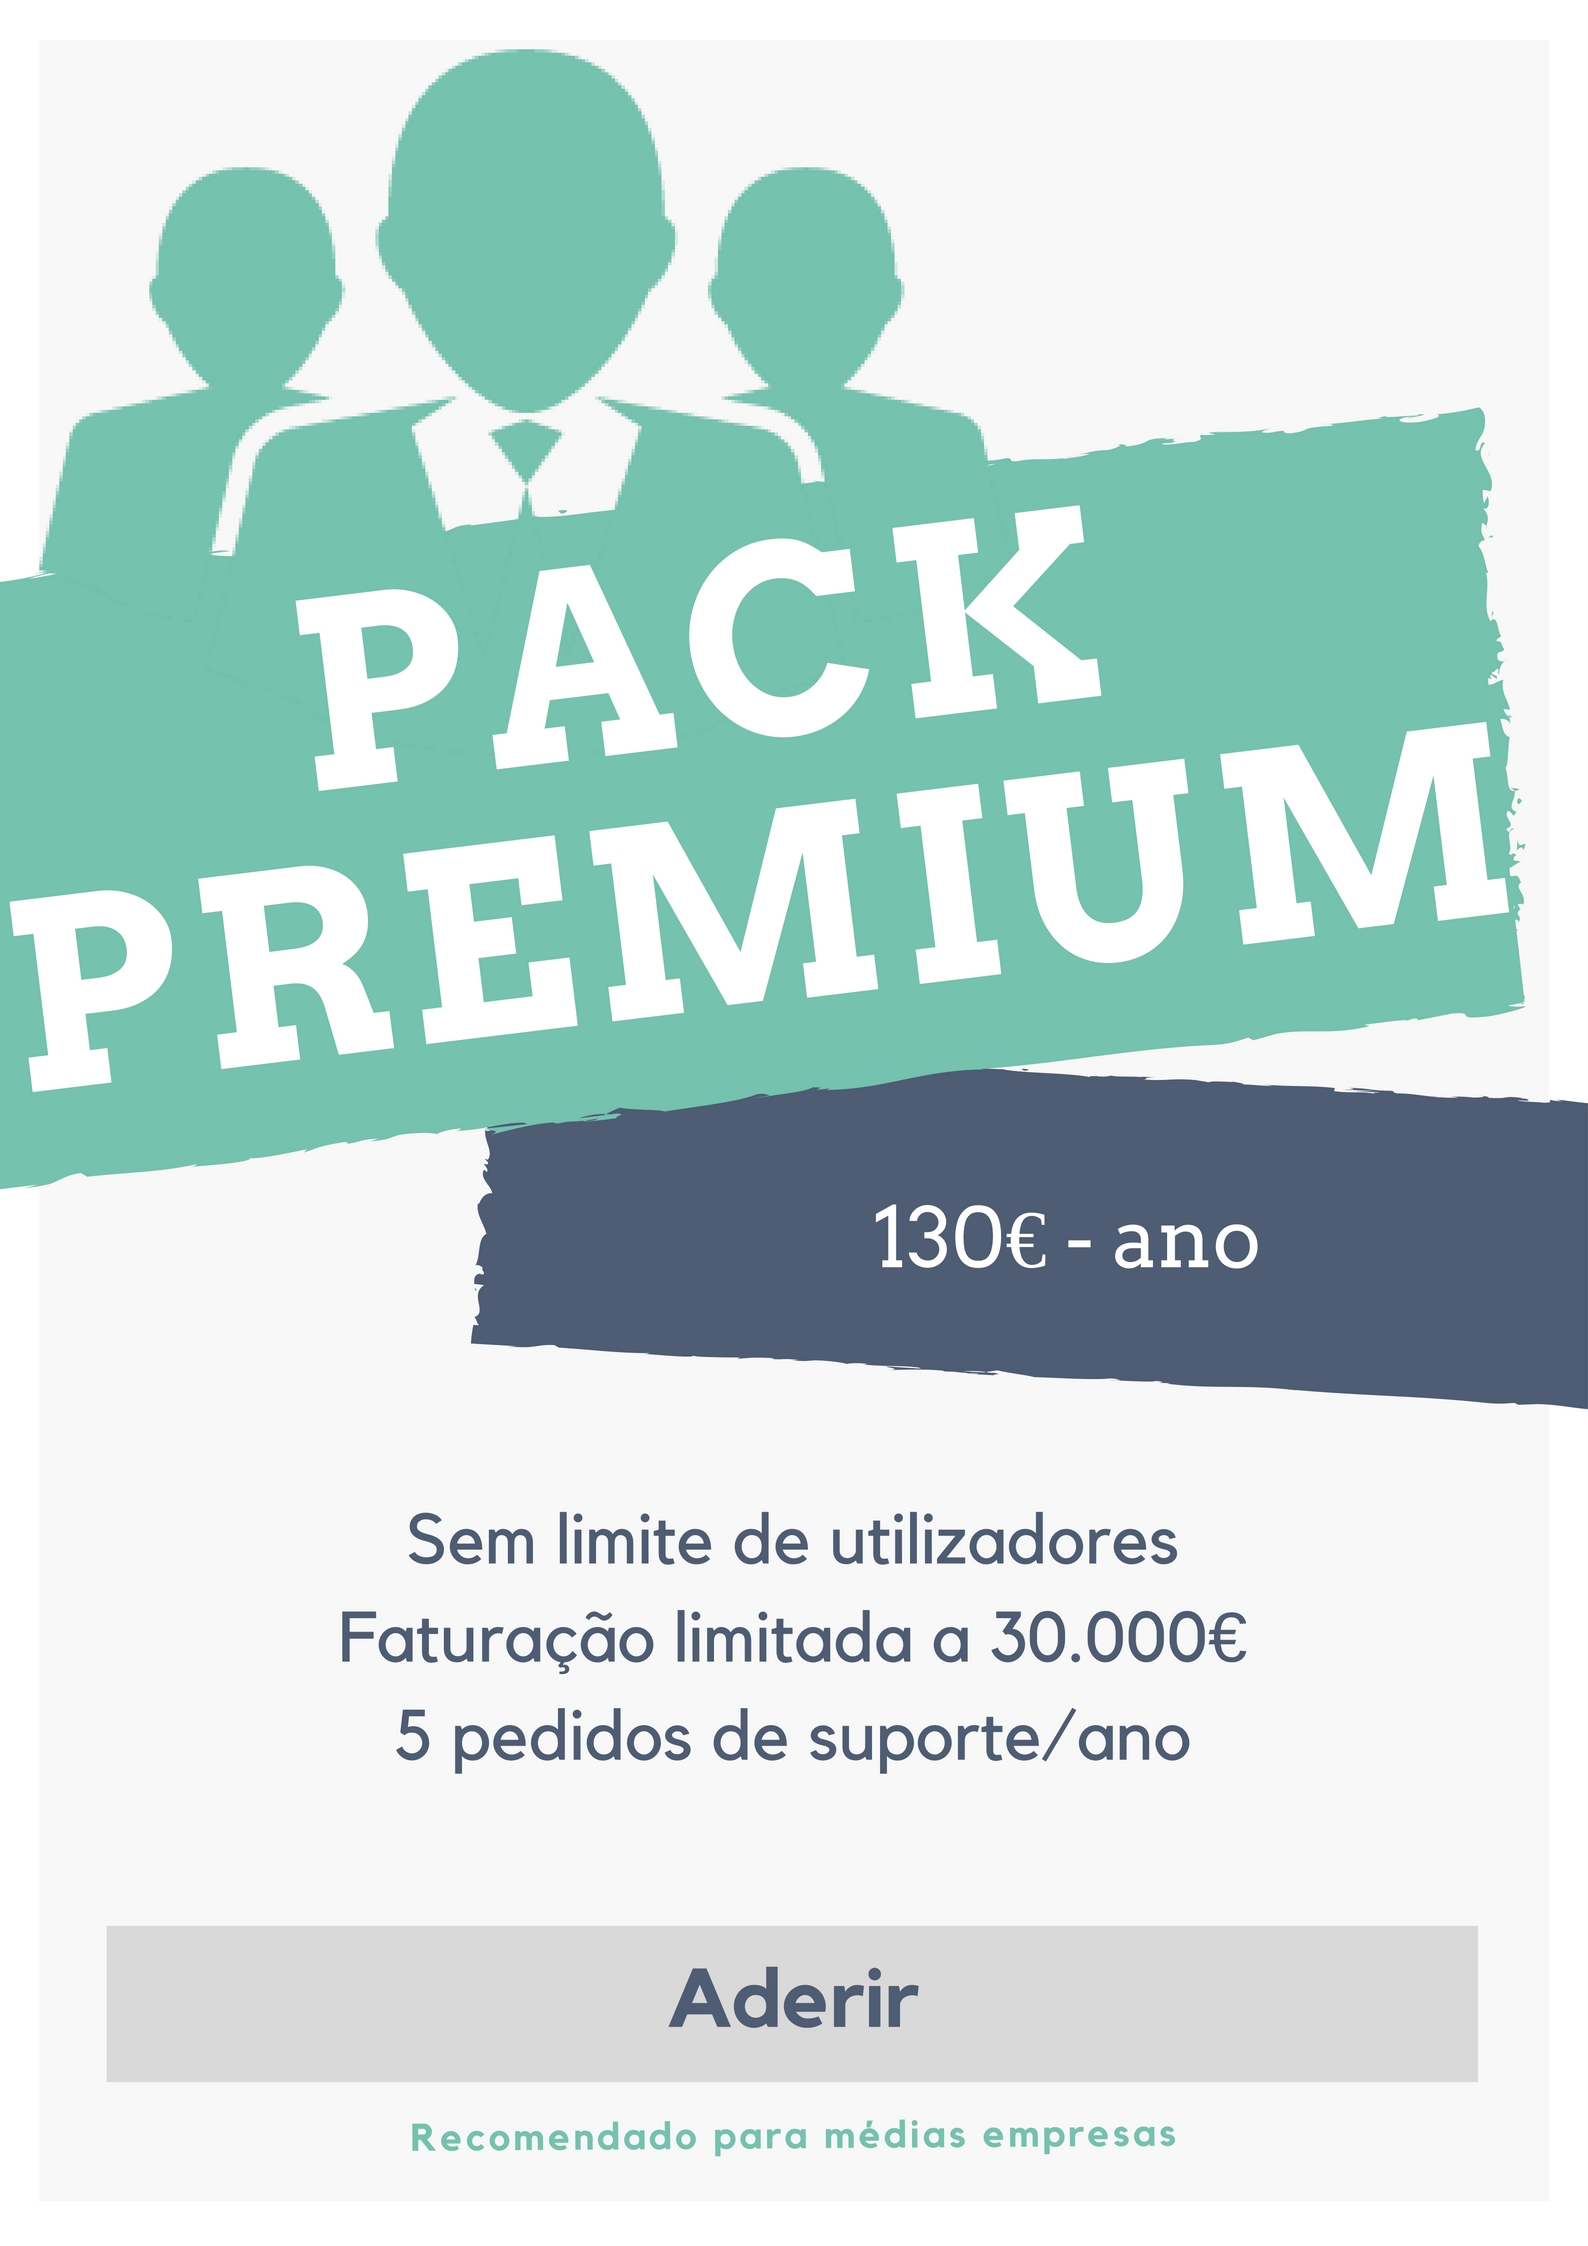 PACK
PREMIUM
130€ - ano
Sem limite de utilizadores
Faturação limitada a 30.000€
5 pedidos de suporte/ano
Aderir
Recomendado para médias empresas